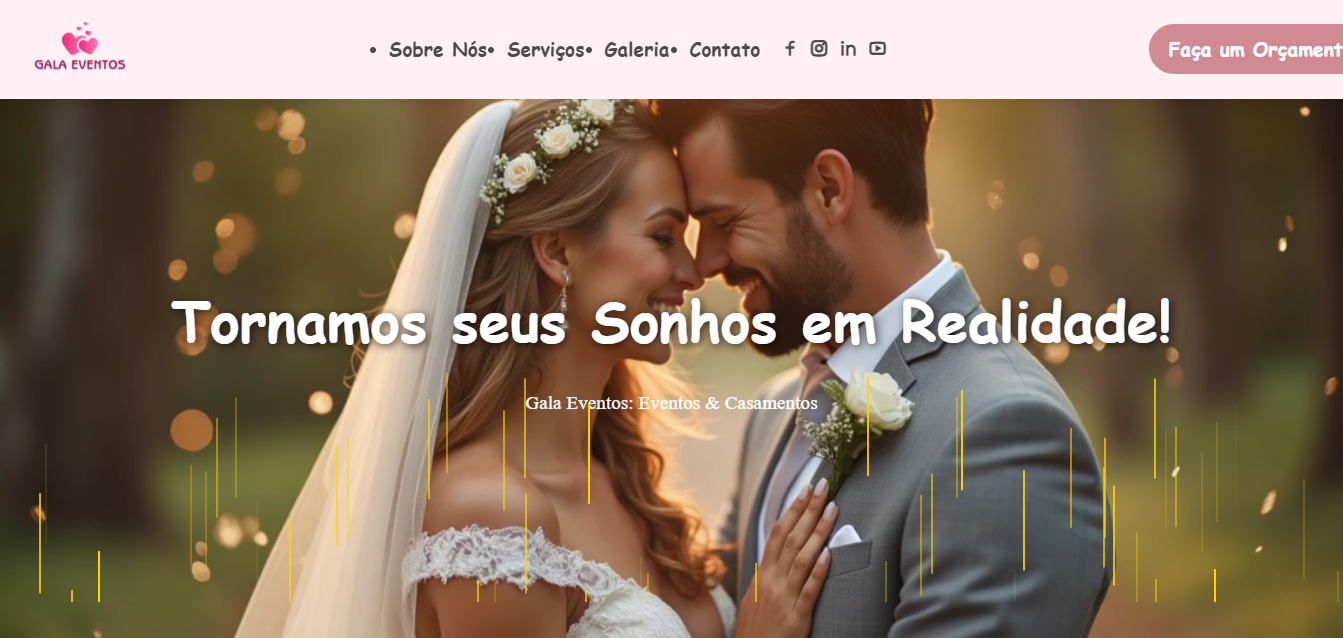 GALA EVENTOS
• Sobre Nós• Serviços• Galeria• Contato
Faça um Orçament
Tornamos seus Sonhos em Realidade!
Gala Eventos: Eventos & Casamentos